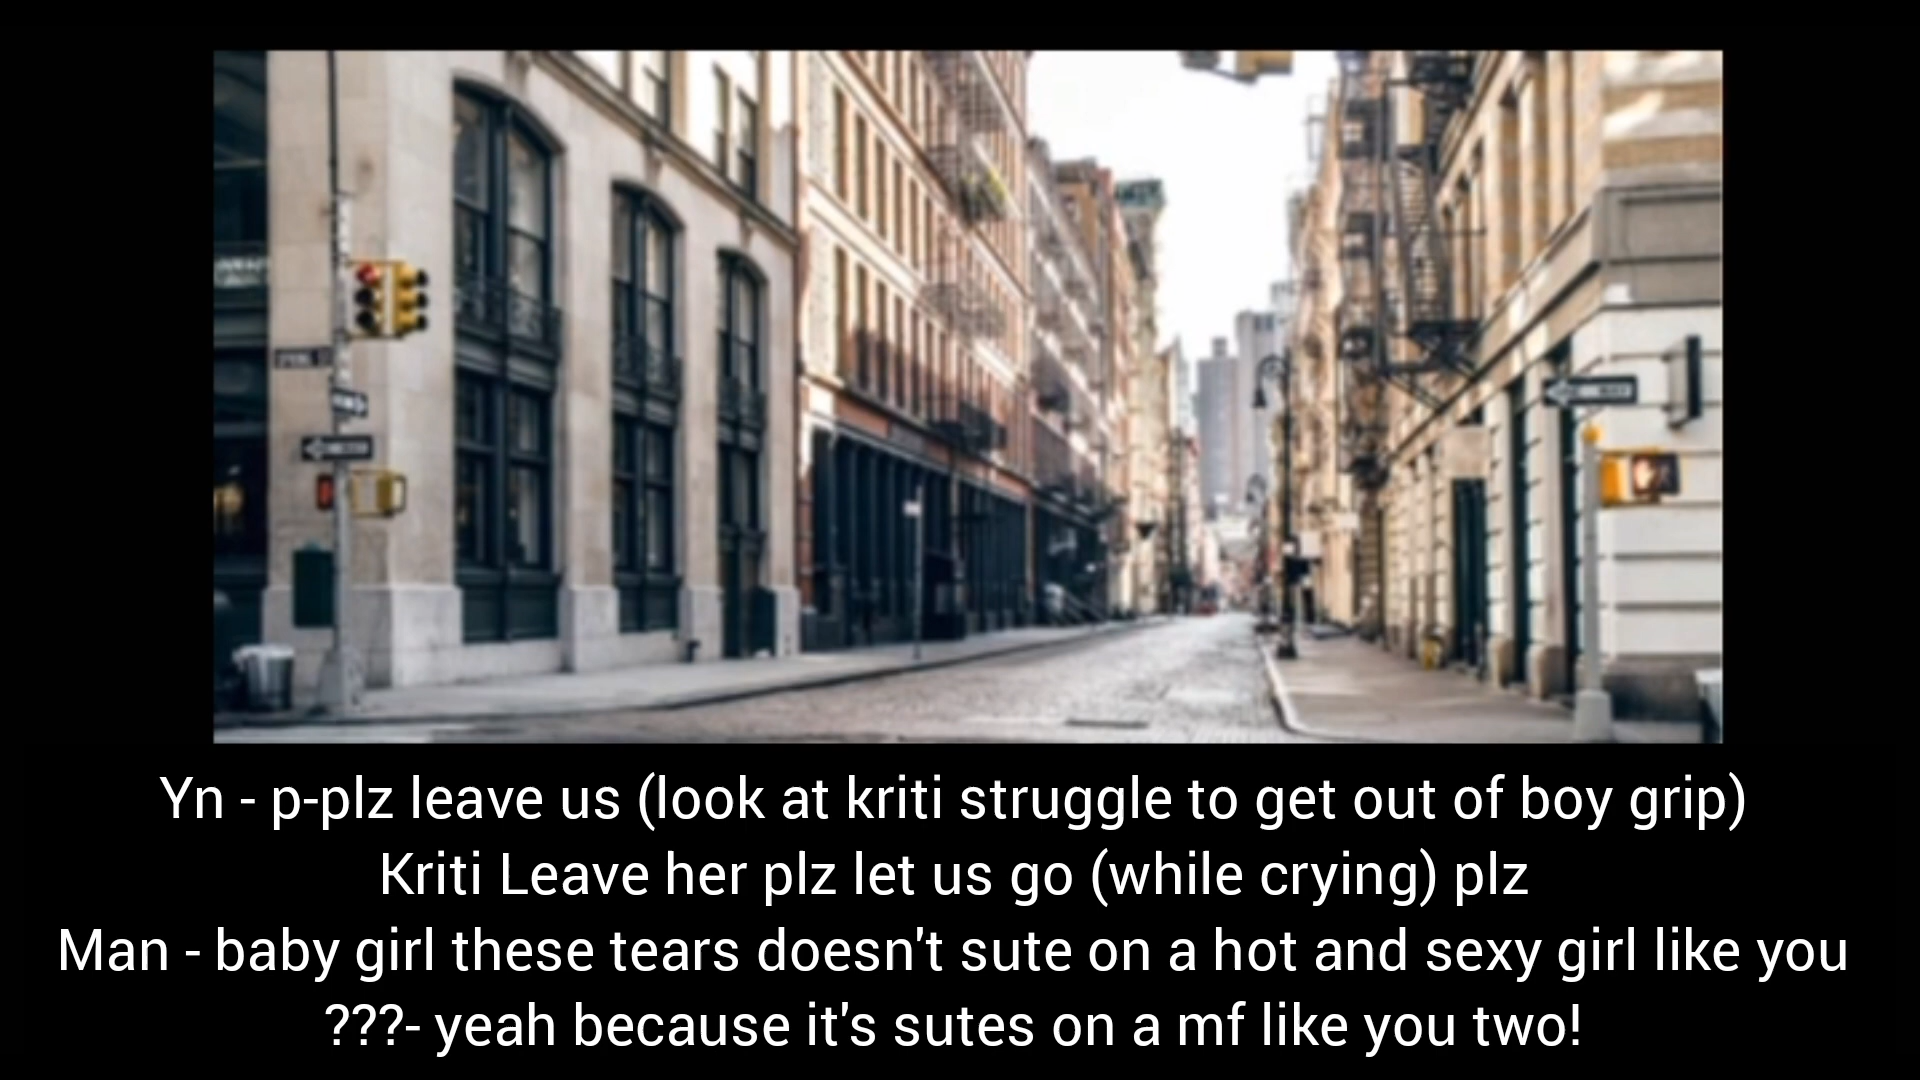 Yn - p-plz leave us (look at kriti struggle to get out of boy grip)
Kriti Leave her plz let us go (while crying) plz
Man - baby girl these tears doesn't sute on a hot and sexy girl like you
???- yeah because it's sutes on a mf like you two!